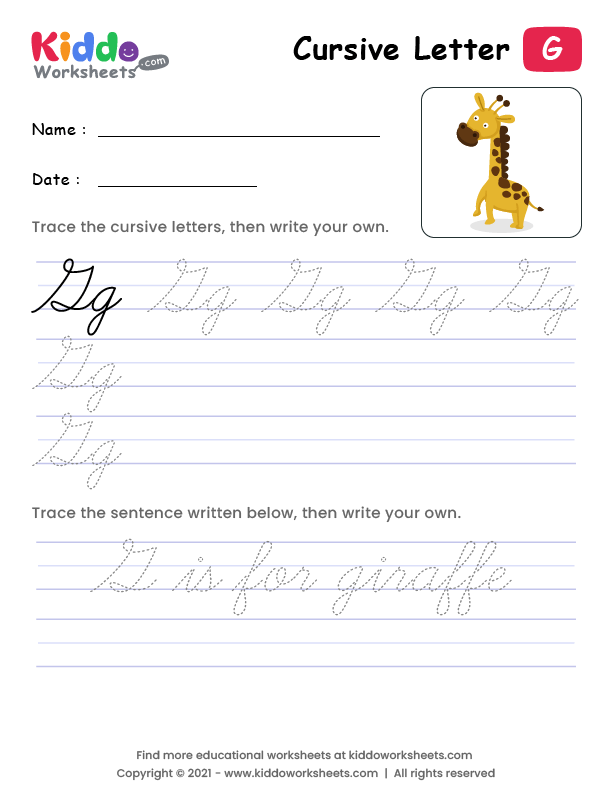 Kiddo
Worksheets.com
Cursive Letter G
Name :
Date :
Trace the cursive letters, then write your own.
Gg Gg Gg Gg Gg
Gg
Gg
Trace the sentence written below, then write your own.
G is for giraffe
Find more educational worksheets at kiddoworksheets.com
Copyright © 2021 - www.kiddoworksheets.com | All rights reserved